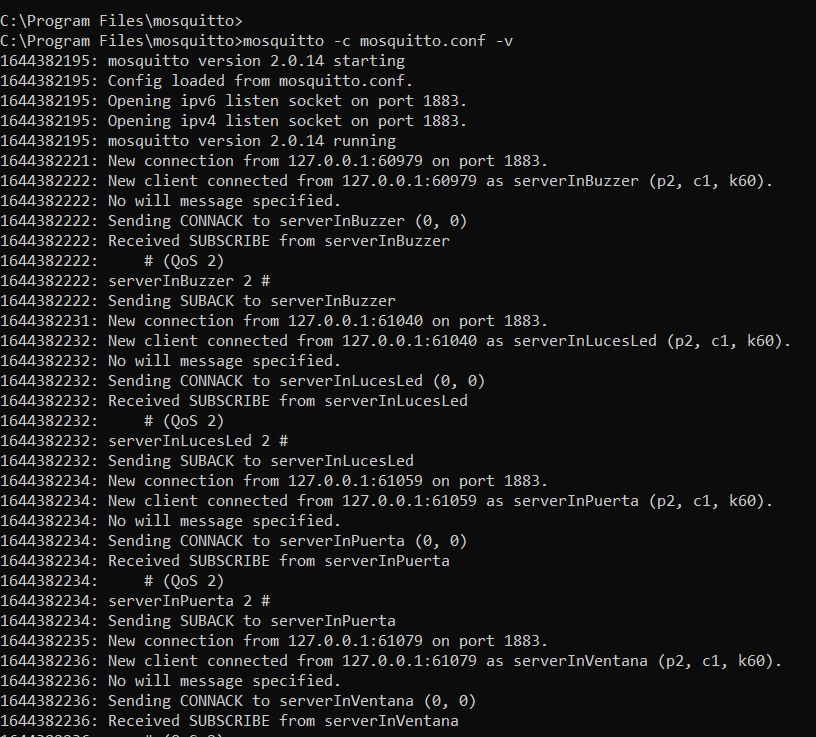 C:\Program Files\mosquitto>
C:\Program Files\mosquitto>mosquitto -c mosquitto.conf -v
1644382195: mosquitto version 2.0.14 starting
1644382195: Config loaded from mosquitto.conf.
1644382195: Opening ipv6 listen socket on port 1883.
1644382195: Opening ipv4 listen socket on port 1883.
1644382195: mosquitto version 2.0.14 running
1644382221: New connection from 127.0.0.1:60979 on port 1883.
1644382222: New client connected from 127.0.0.1:60979 as serverInBuzzer (p2, c1, k60).
1644382222: No will message specified.
1644382222: Sending CONNACK to serverInBuzzer (0, 0)
1644382222: Received SUBSCRIBE from serverInBuzzer
1644382222:     # (QoS 2)
1644382222: serverInBuzzer 2 #
1644382222: Sending SUBACK to serverInBuzzer
1644382231: New connection from 127.0.0.1:61040 on port 1883.
1644382232: New client connected from 127.0.0.1:61040 as serverInLucesLed (p2, c1, k60).
1644382232: No will message specified.
1644382232: Sending CONNACK to serverInLucesLed (0, 0)
1644382232: Received SUBSCRIBE from serverInLucesLed
1644382232:     # (QoS 2)
1644382232: serverInLucesLed 2 #
1644382232: Sending SUBACK to serverInLucesLed
1644382234: New connection from 127.0.0.1:61059 on port 1883.
1644382234: New client connected from 127.0.0.1:61059 as serverInPuerta (p2, c1, k60).
1644382234: No will message specified.
1644382234: Sending CONNACK to serverInPuerta (0, 0)
1644382234: Received SUBSCRIBE from serverInPuerta
1644382234:     # (QoS 2)
1644382234: serverInPuerta 2 #
1644382234: Sending SUBACK to serverInPuerta
1644382235: New connection from 127.0.0.1:61079 on port 1883.
1644382236: New client connected from 127.0.0.1:61079 as serverInVentana (p2, c1, k60).
1644382236: No will message specified.
1644382236: Sending CONNACK to serverInVentana (0, 0)
1644382236: Received SUBSCRIBE from serverInVentana